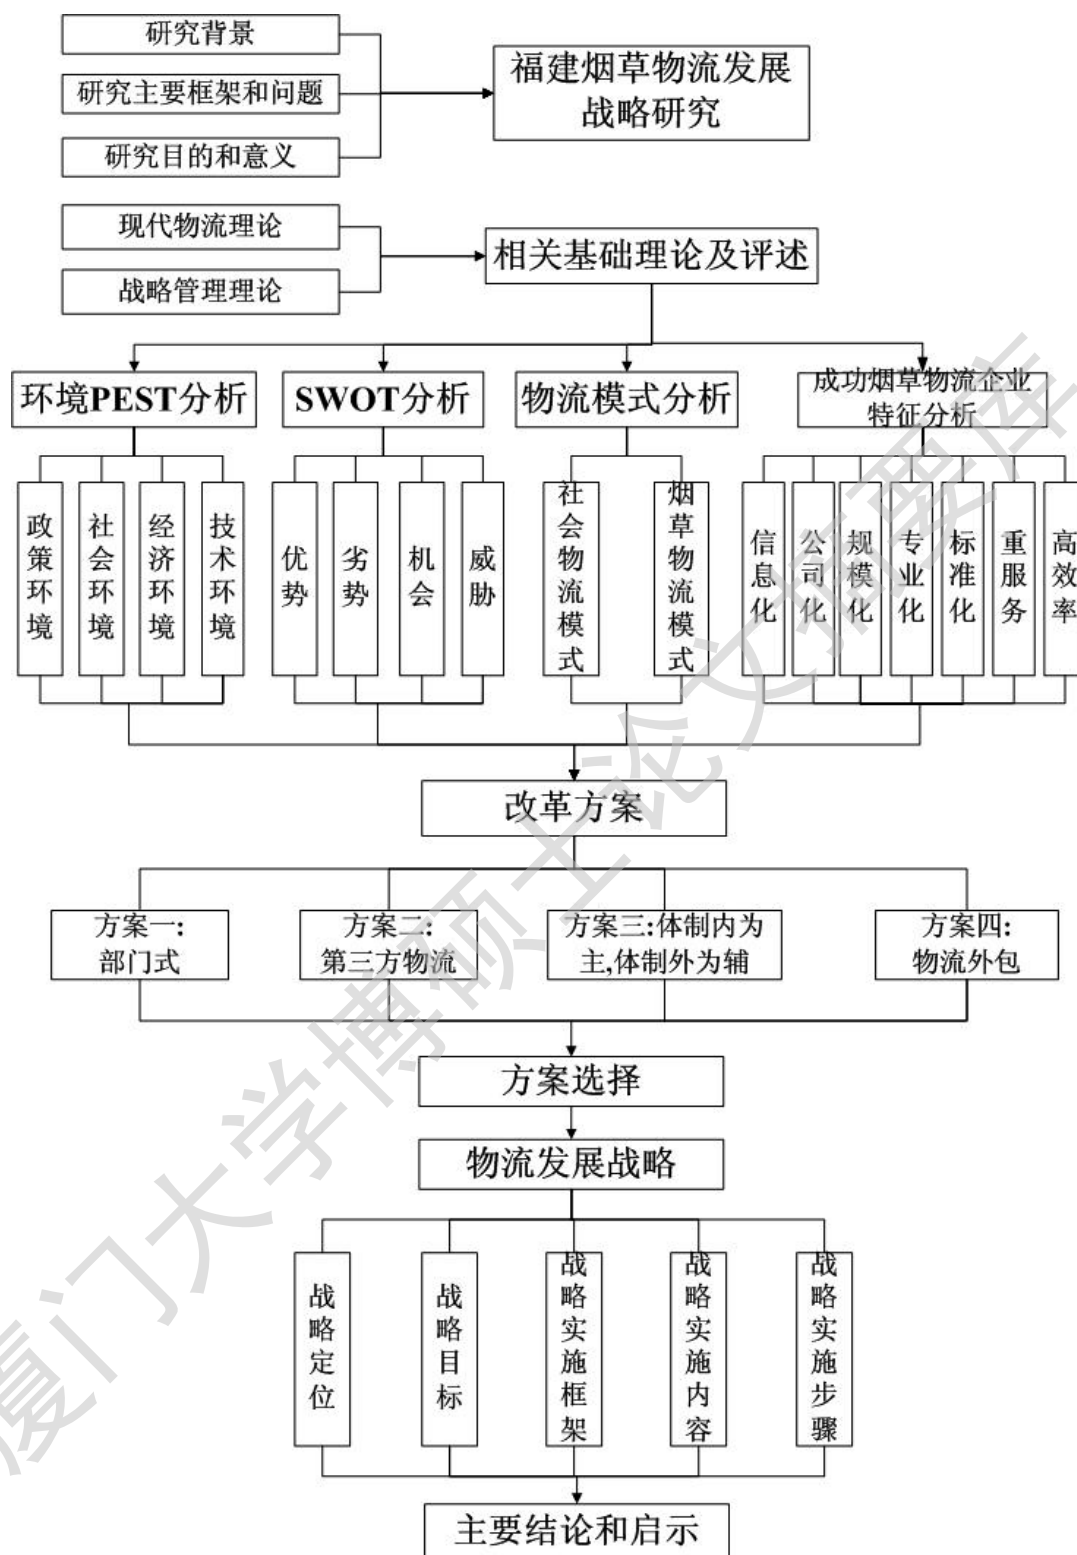 研究背景
研究主要框架和问题
研究目的和意义
福建烟草物流发展
战略研究
现代物流理论
战略管理理论
相关基础理论及评述
环境PEST分析
SWOT分析
物流模式分析
成功烟草物流企业
特征分析
政策环境
社会环境
经济环境
技术环境
优势
劣势
机会
威胁
社会物流模式
烟草物流模式
信息化
公司化
规模化
专业化
标准化
重服务
高效率
改革方案
方案一:
部门式
方案二:
第三方物流
方案三:体制内为
主,体制外为辅
方案四:
物流外包
方案选择
物流发展战略
战略定位
战略目标
战略实施框架
战略实施内容
战略实施步骤
主要结论和启示
厦门大学博硕士论文摘要库